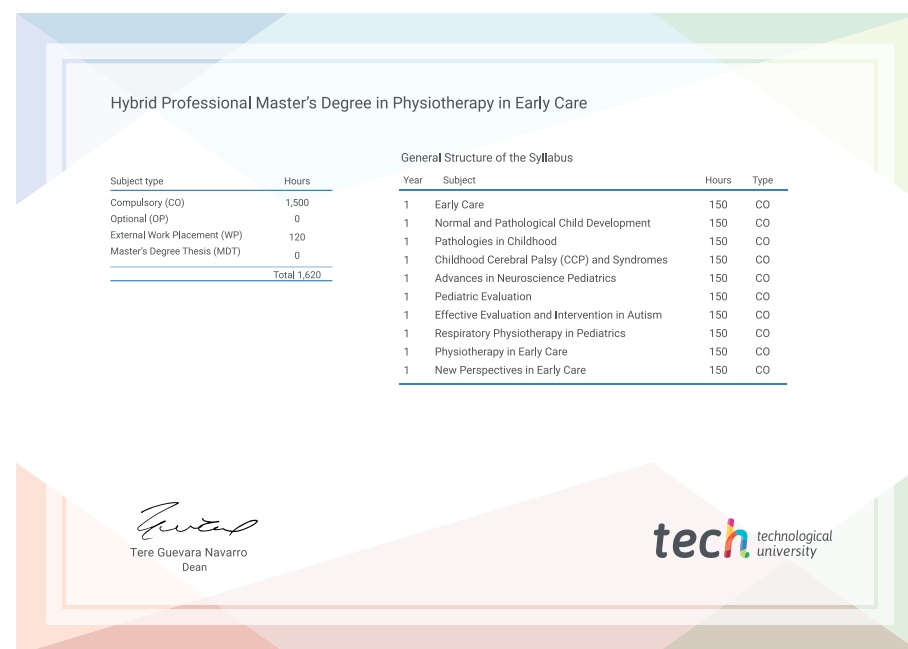 Hybrid Professional Master's Degree in Physiotherapy in Early Care
Subject type Hours
Compulsory (CO) 1,500
Optional (OP) 0
External Work Placement (WP) 120
Master's Degree Thesis (MDT) 0
Total 1,620
General Structure of the Syllabus
Year Subject Hours Type
1 Early Care 150 CO
1 Normal and Pathological Child Development 150 CO
1 Pathologies in Childhood 150 CO
1 Childhood Cerebral Palsy (CCP) and Syndromes 150 CO
1 Advances in Neuroscience Pediatrics 150 CO
1 Pediatric Evaluation 150 CO
1 Effective Evaluation and Intervention in Autism 150 CO
1 Respiratory Physiotherapy in Pediatrics 150 CO
1 Physiotherapy in Early Care 150 CO
1 New Perspectives in Early Care 150 CO
Tere Guevara Navarro
Dean
tech technological
university